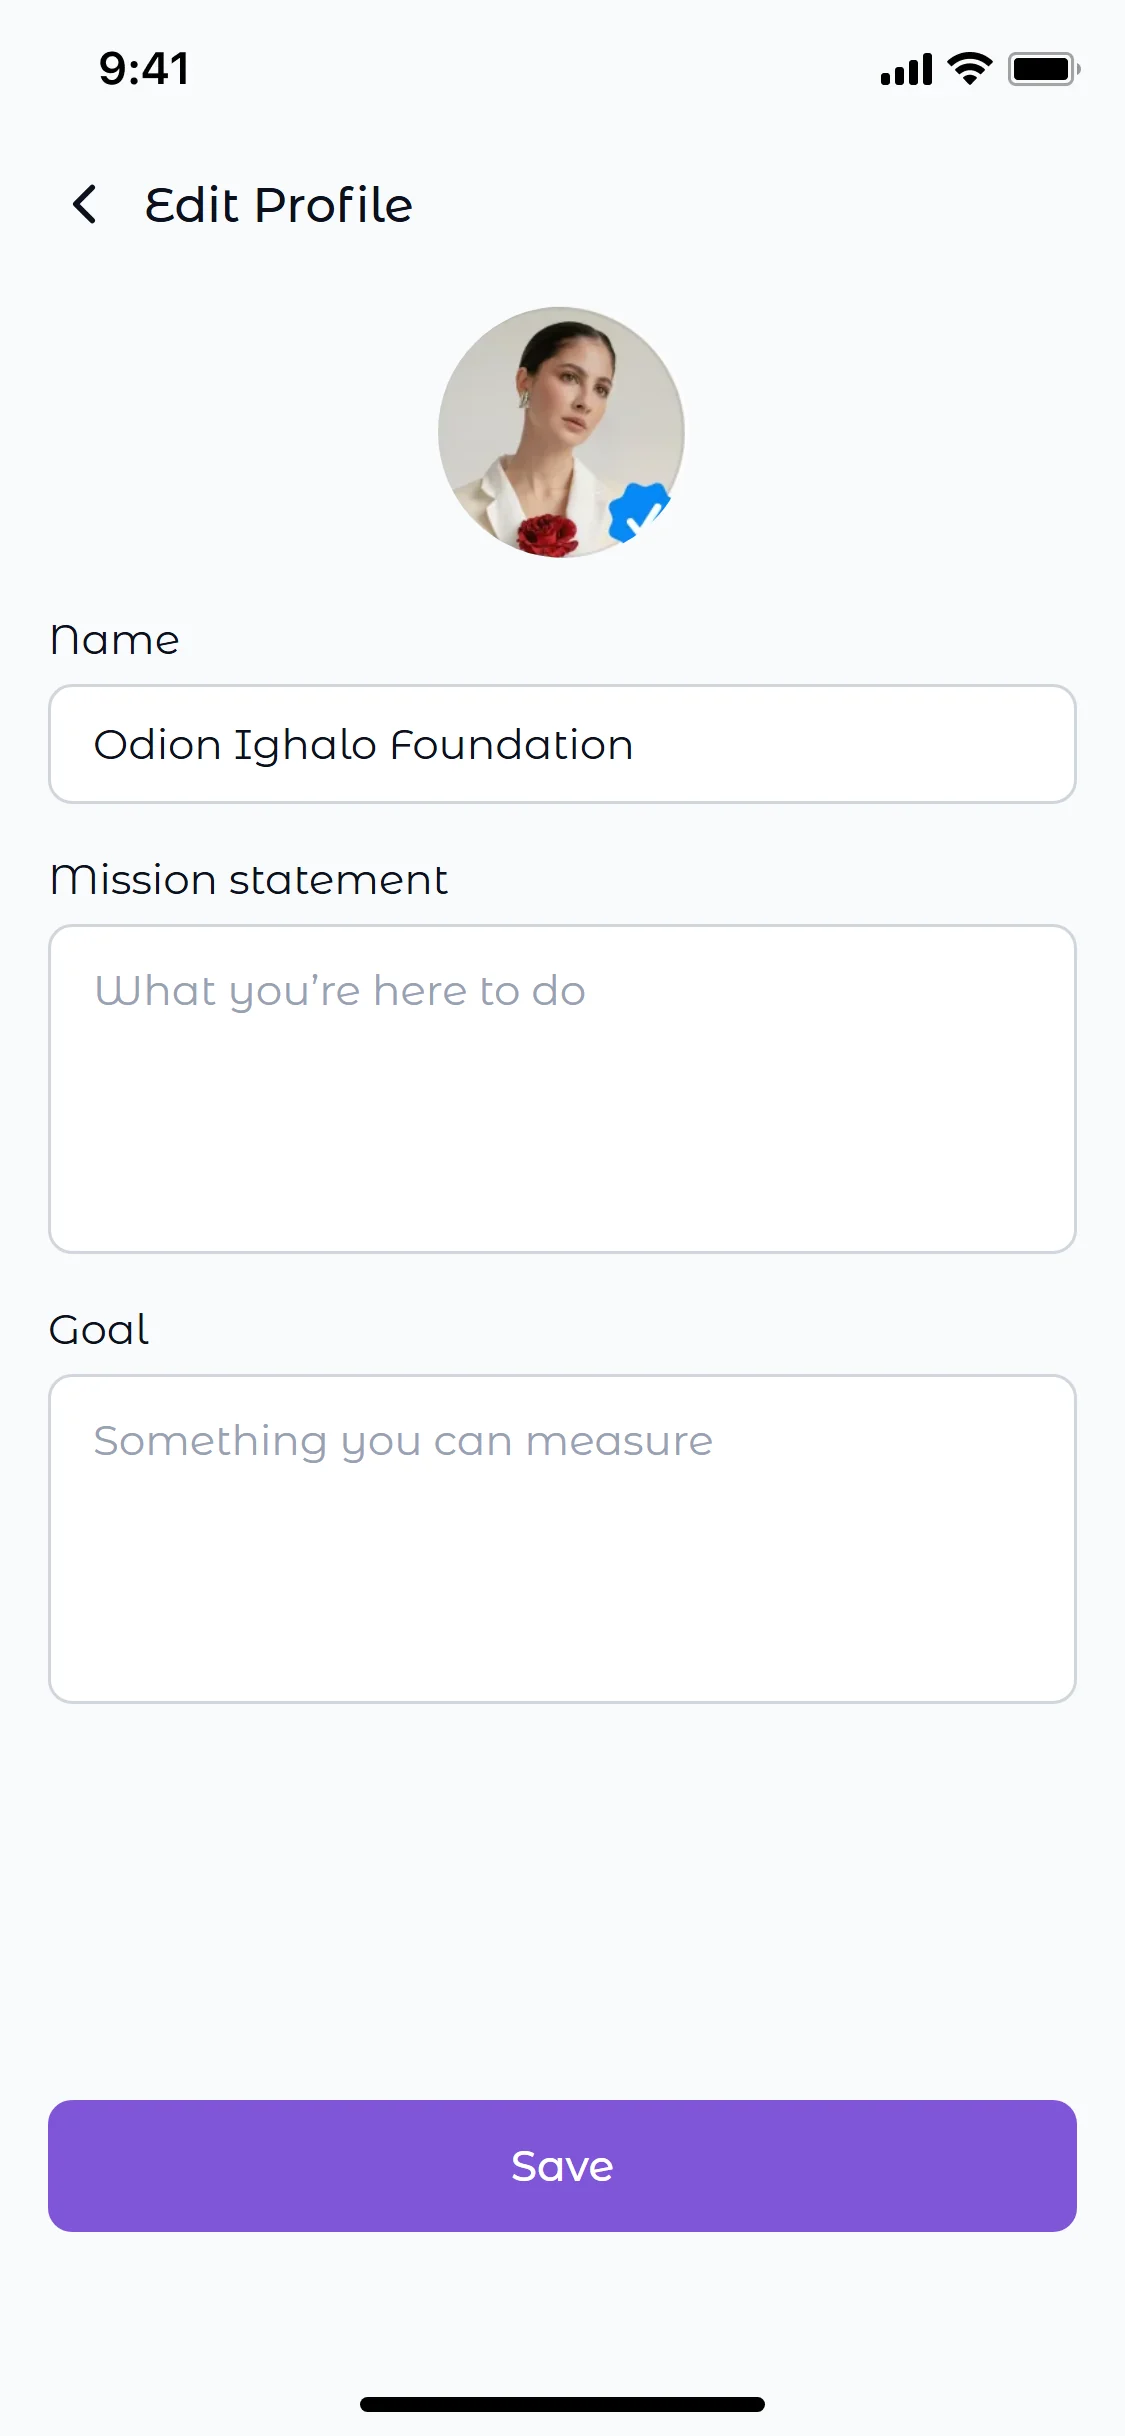 9:41
Edit Profile
Name
Odion Ighalo Foundation
Mission statement
What you’re here to do
Goal
Something you can measure
Save